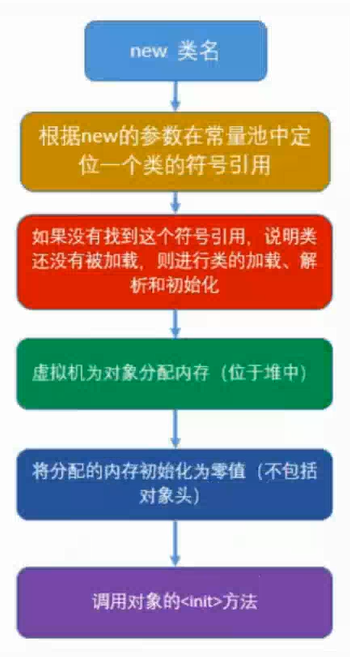 new 类名
根据new的参数在常量池中定
位一个类的符号引用
如果没有找到这个符号引用，说明类
还没有被加载，则进行类的加载、解
析和初始化
虚拟机为对象分配内存（位于堆中）
将分配的内存初始化为零值（不包括
对象头）
调用对象的<init>方法